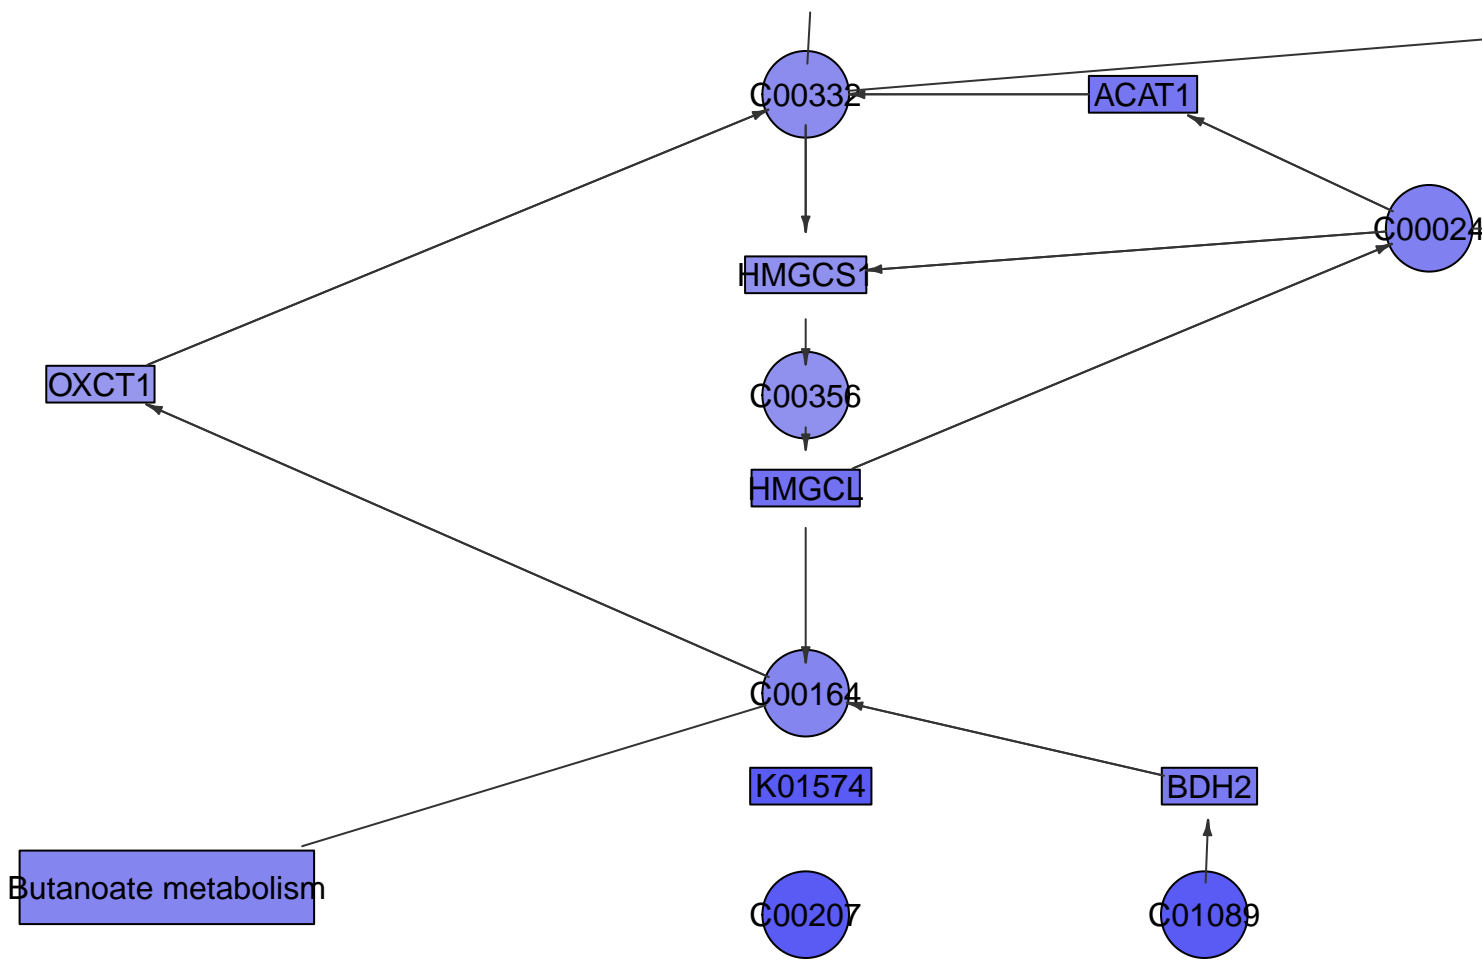 C00332
ACAT1
C00024
HMGCS1
OXCT1
C00356
HMGCL
C00164
K01574
BDH2
Butanoate metabolism
C00207
C01089